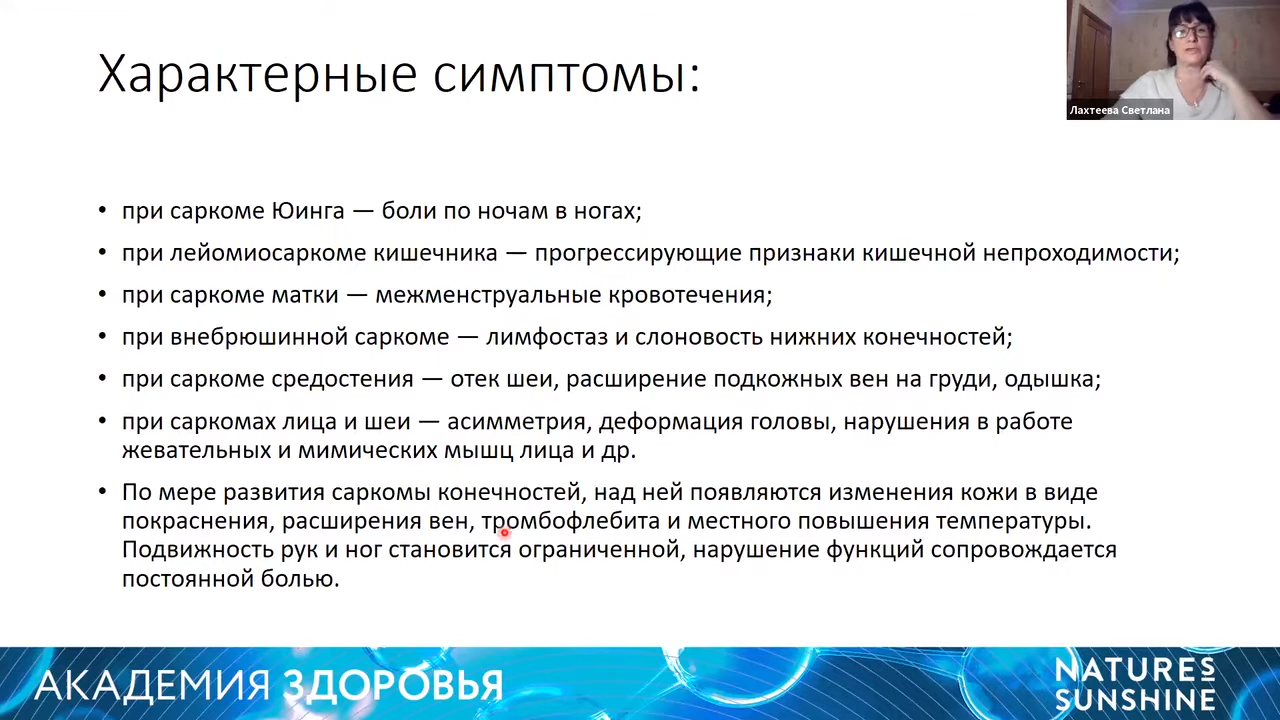 Характерные симптомы:
Лахтеева Светлана
• при саркоме Юинга — боли по ночам в ногах;
• при лейомиосаркоме кишечника — прогрессирующие признаки кишечной непроходимости;
• при саркоме матки — межменструальные кровотечения;
• при внебрюшинной саркоме — лимфостаз и слоновость нижних конечностей;
• при саркоме средостения — отек шеи, расширение подкожных вен на груди, одышка;
• при саркомах лица и шеи — асимметрия, деформация головы, нарушения в работе
жевательных и мимических мышц лица и др.
• По мере развития саркомы конечностей, над ней появляются изменения кожи в виде
покраснения, расширения вен, тромбофлебита и местного повышения температуры.
Подвижность рук и ног становится ограниченной, нарушение функций сопровождается
постоянной болью.
АКАДЕМИЯ ЗДОРОВЬЯ
NATURES
SUNSHINE